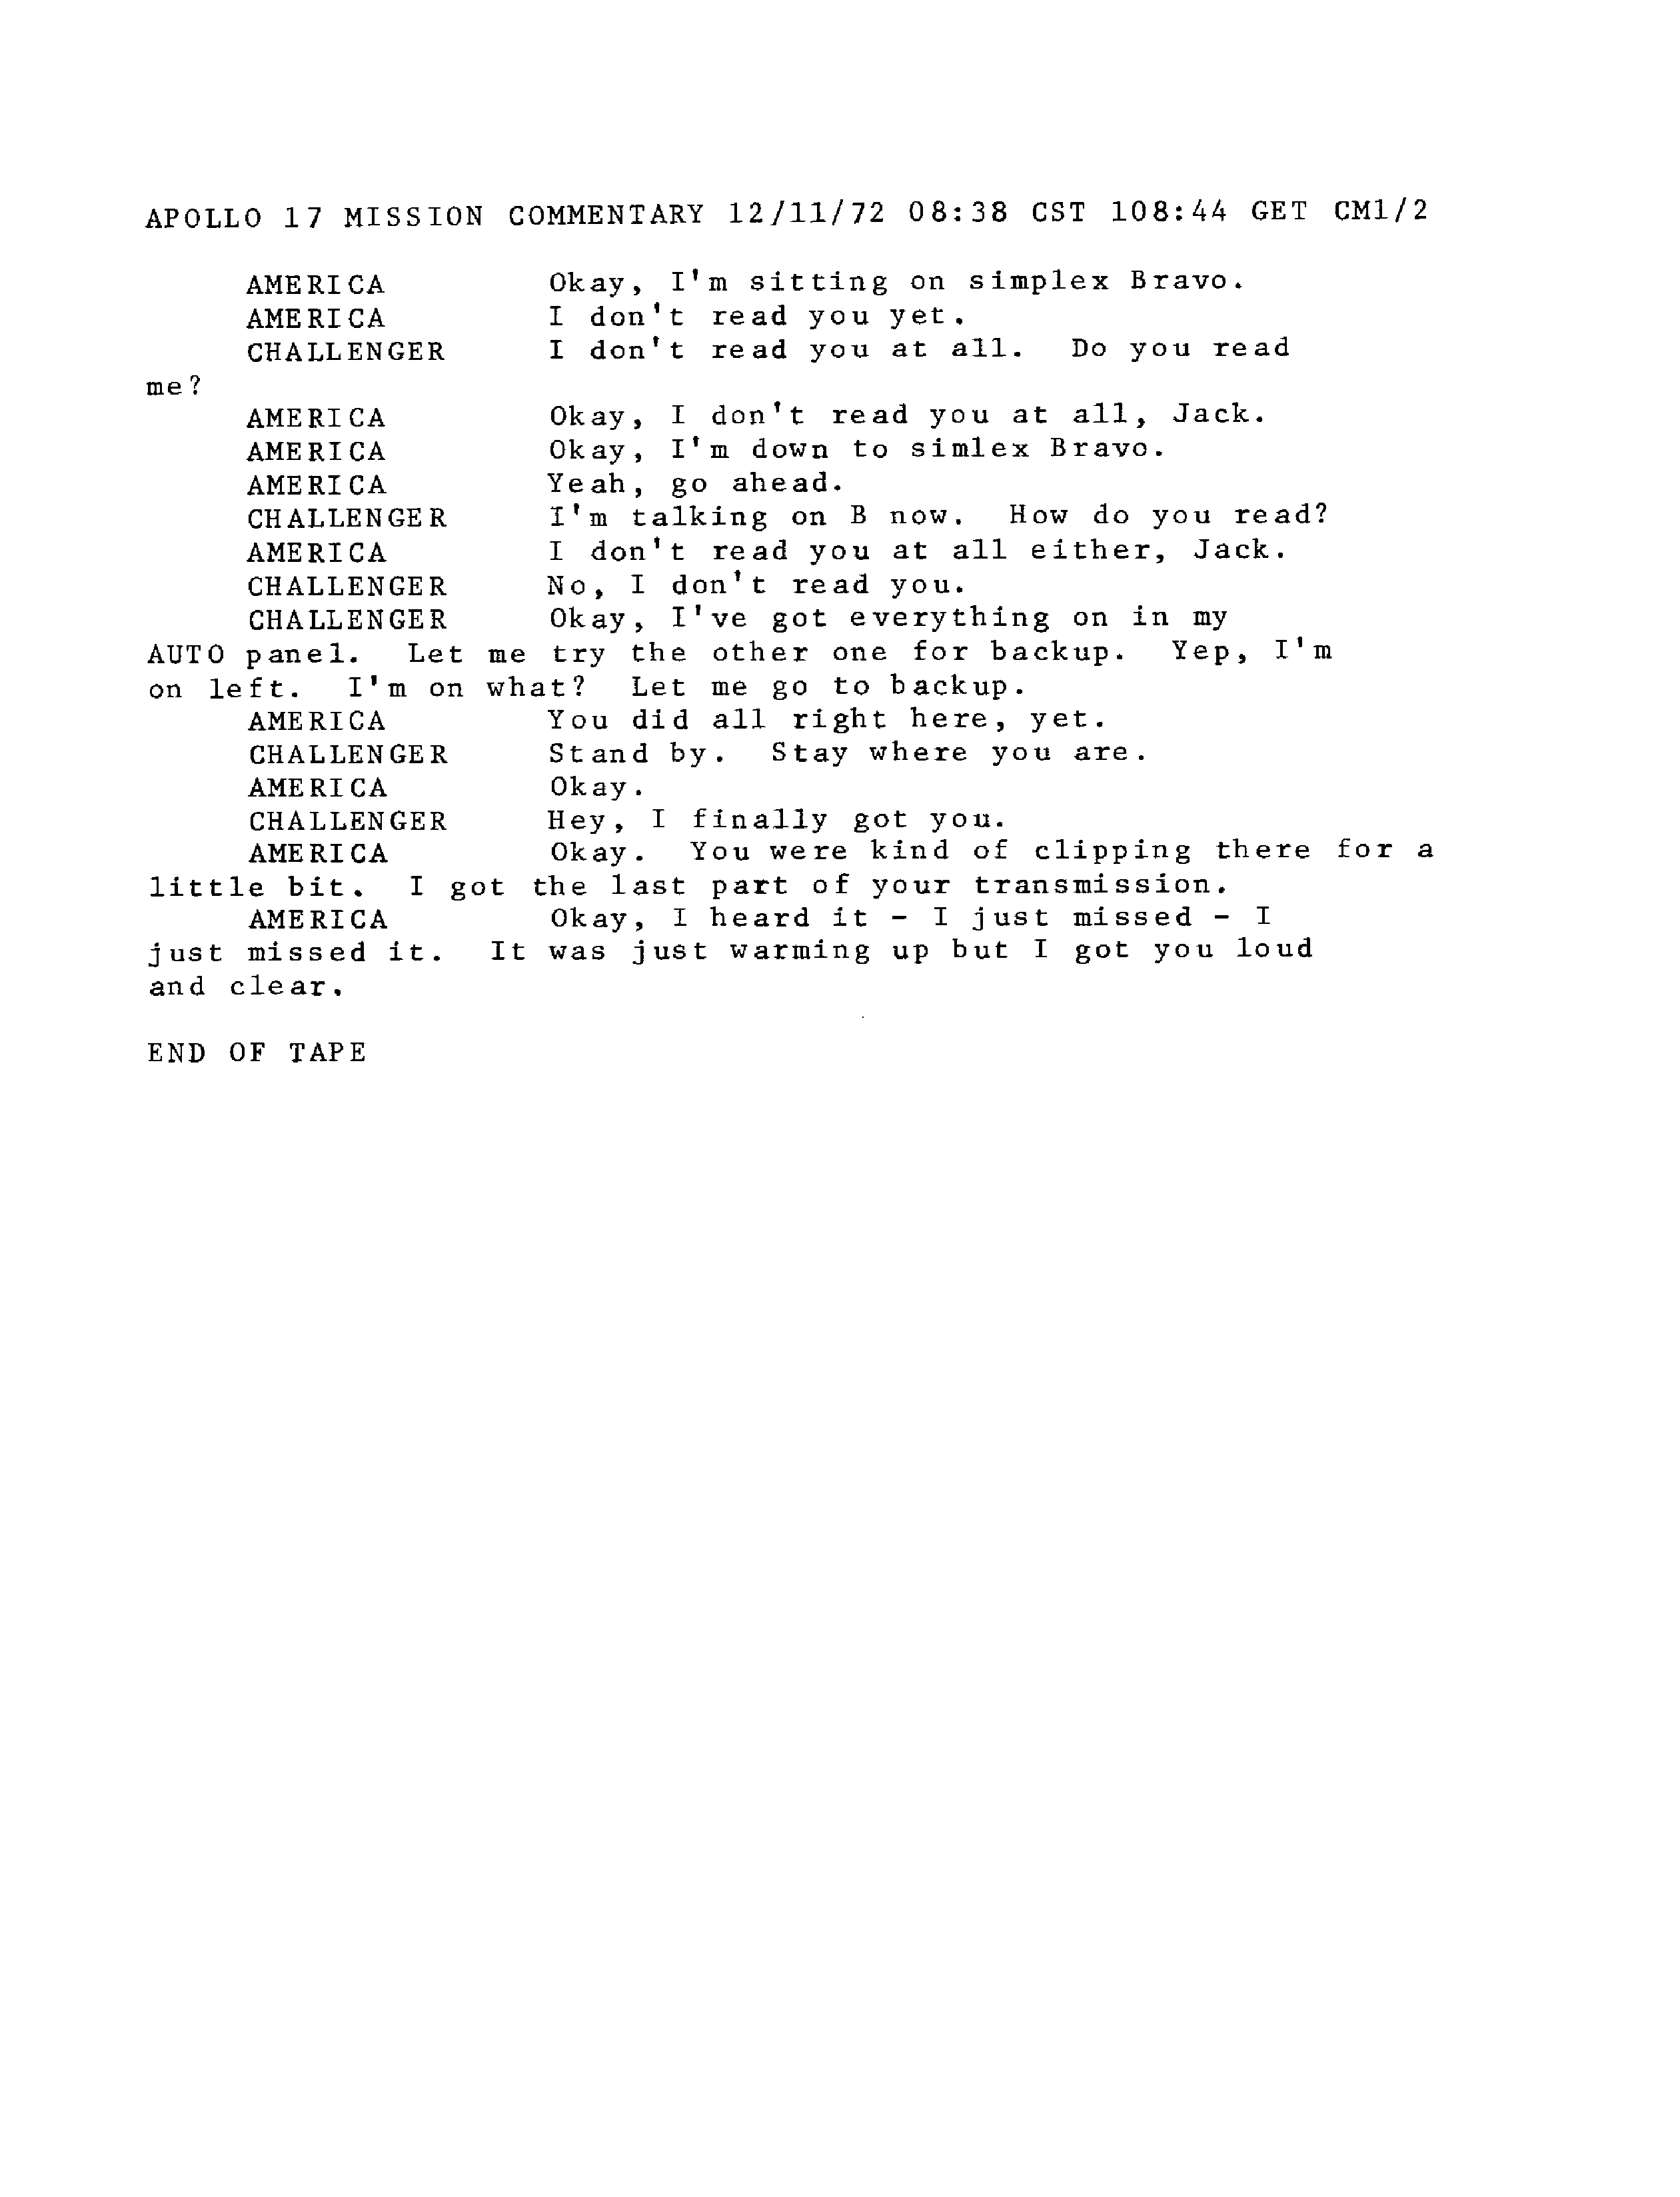 APOLLO 17 MISSION COMMENTARY 12/11/72 08:38 CST 108:44 GET CM1/2
AMERICA Okay, I'm sitting on simplex Bravo.
AMERICA I don't read you yet.
CHALLENGER I don't read you at all. Do you read
me?
AMERICA Okay, I don't read you at all, Jack.
AMERICA Okay, I'm down to simlex Bravo.
AMERICA Yeah, go ahead.
CHALLENGER I'm talking on B now. How do you read?
AMERICA I don't read you at all either, Jack.
CHALLENGER No, I don't read you.
CHALLENGER Okay, I've got everything on in my
AUTO panel. Let me try the other one for backup. Yep, I'm
on left. I'm on what? Let me go to backup.
AMERICA You did all right here, yet.
CHALLENGER Stand by. Stay where you are.
AMERICA Okay.
CHALLENGER Hey, I finally got you.
AMERICA Okay. You were kind of clipping there for a
little bit. I got the last part of your transmission.
AMERICA Okay, I heard it - I just missed - I
just missed it. It was just warming up but I got you loud
and clear.
END OF TAPE